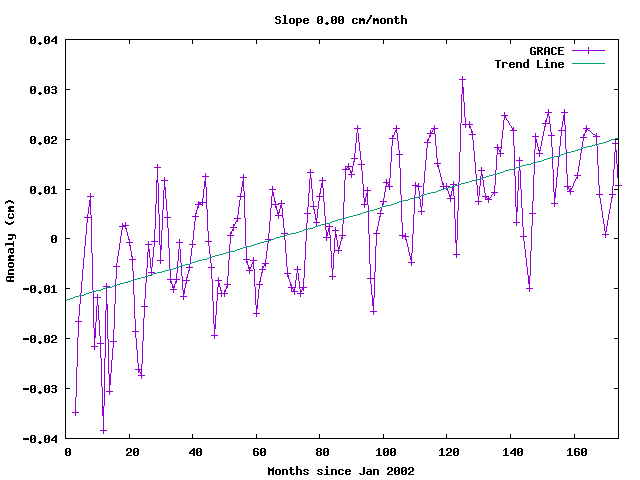 Slope 0.00 cm/month
0.04
GRACE
Trend Line
0.03
0.02
0.01
0
-0.01
-0.02
-0.03
-0.04
Anomaly (cm)
0 20 40 60 80 100 120 140 160
Months since Jan 2002